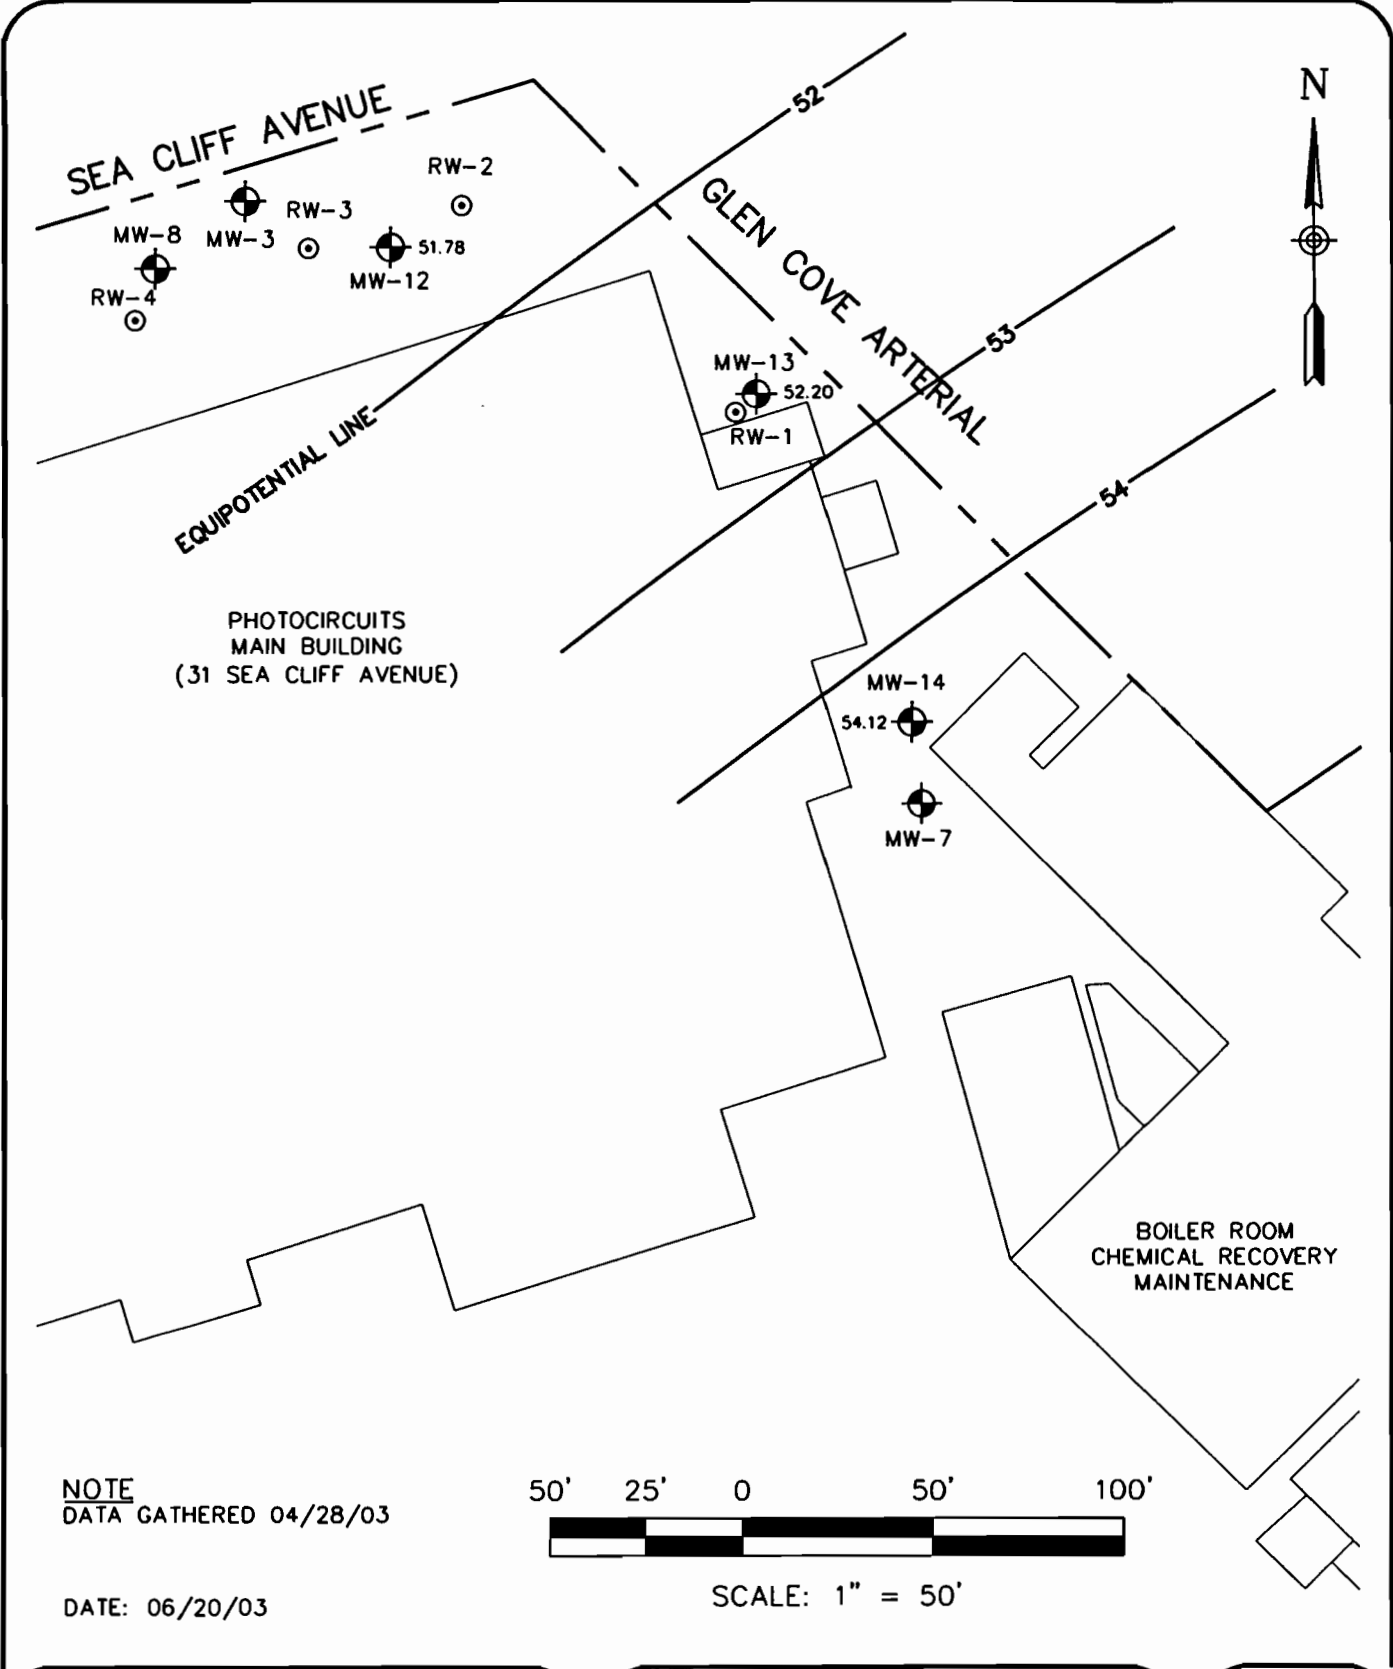 SEA CLIFF AVENUE
52
N
RW-2
GLEN COVE ARTERIAL
RW-3
MW-8
MW-3
51.78
MW-12
RW-4
53
MW-13
52.20
RW-1
EQUIPOTENTIAL LINE
54
PHOTOCIRCUITS
MAIN BUILDING
(31 SEA CLIFF AVENUE)
MW-14
54.12
MW-7
BOILER ROOM
CHEMICAL RECOVERY
MAINTENANCE
NOTE
DATA GATHERED 04/28/03
50' 25' 0 50' 100'
SCALE: 1" = 50'
DATE: 06/20/03